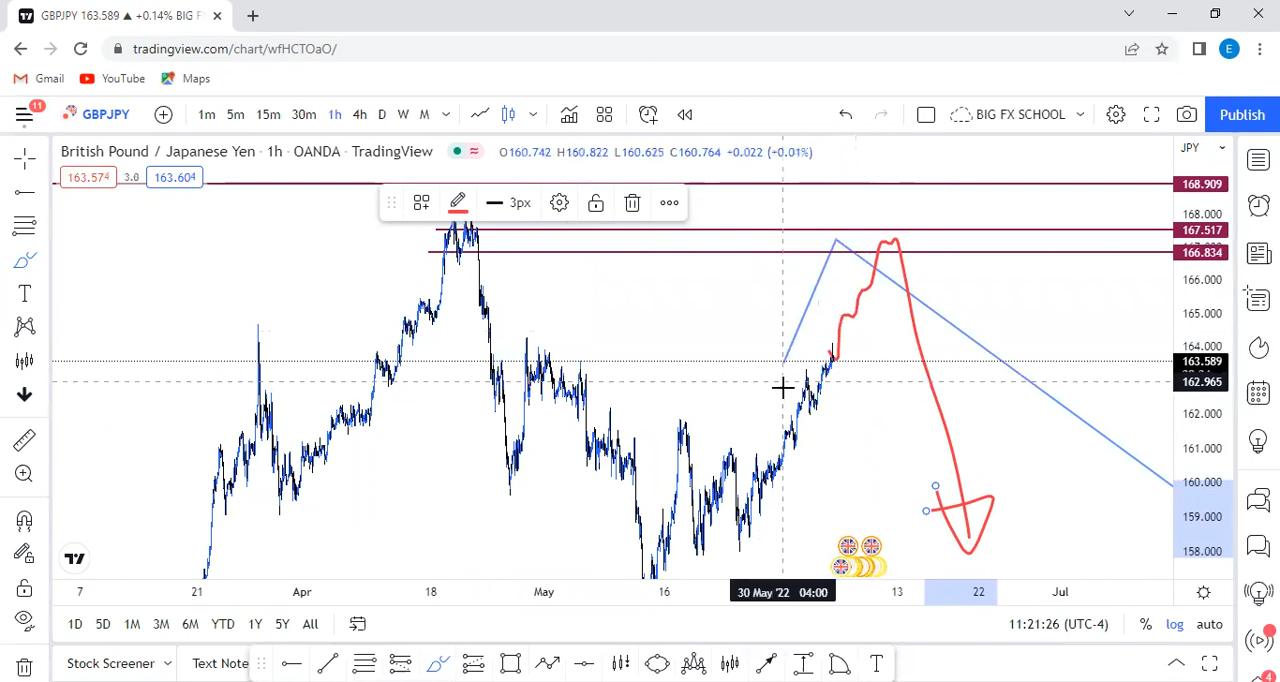 GBPJPY 163.589 ▲ +0.14% BIG F
tradingview.com/chart/wfHCTOaO/
E
Gmail YouTube Maps
11
GBPJPY 1m 5m 15m 30m 1h 4h D W M BIG FX SCHOOL Publish
British Pound / Japanese Yen · 1h · OANDA · TradingView O160.742 H160.822 L160.625 C160.764 +0.022 (+0.01%) JPY
163.574 3.0 163.604
3px
168.909
168.000
167.517
166.834
166.000
165.000
164.000
163.589
162.965
162.000
161.000
160.000
159.000
158.000
7 21 Apr 18 May 16 30 May '22 04:00 13 22 Jul
1D 5D 1M 3M 6M YTD 1Y 5Y All 11:21:26 (UTC-4) % log auto
Stock Screener Text Note
T
4